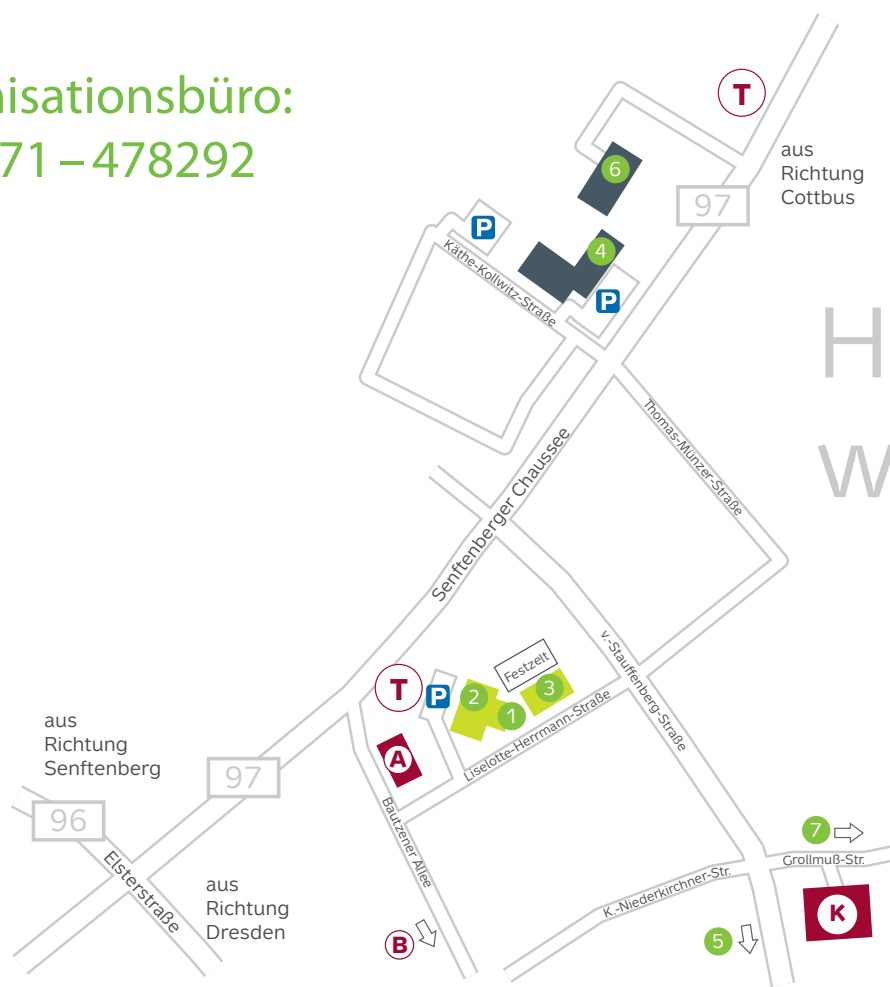 nisationsbüro:
71 – 478292
T
aus
Richtung
Cottbus
6
97
P
4
Käthe-Kollwitz-Straße
P
H
W
Thomas-Münzer-Straße
Senftenberger Chaussee
Festzelt
v.-Stauffenberg-Straße
T
P
2
3
1
Liselotte-Herrmann-Straße
A
aus
Richtung
Senftenberg
97
96
Bautzener Allee
7
Elsterstraße
Grollmuß-Str.
aus
Richtung
Dresden
K.-Niederkirchner-Str.
K
B
5